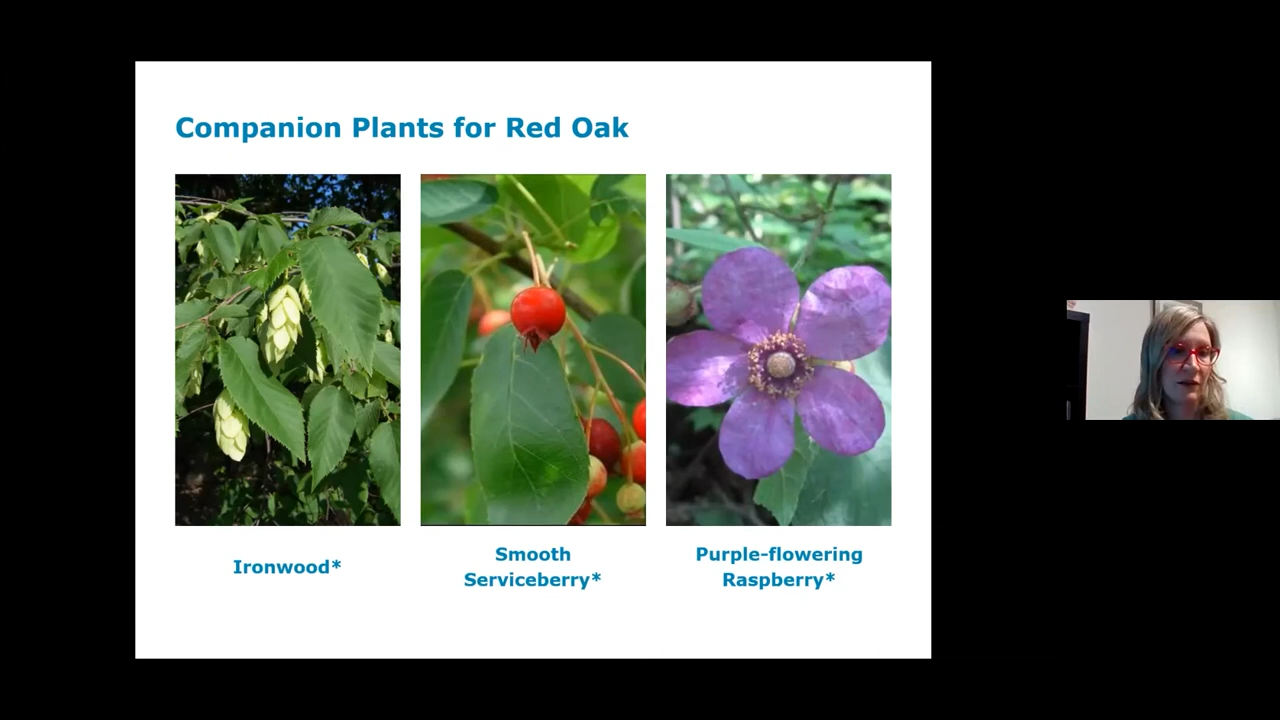 Companion Plants for Red Oak
Ironwood*
Smooth
Serviceberry*
Purple-flowering
Raspberry*